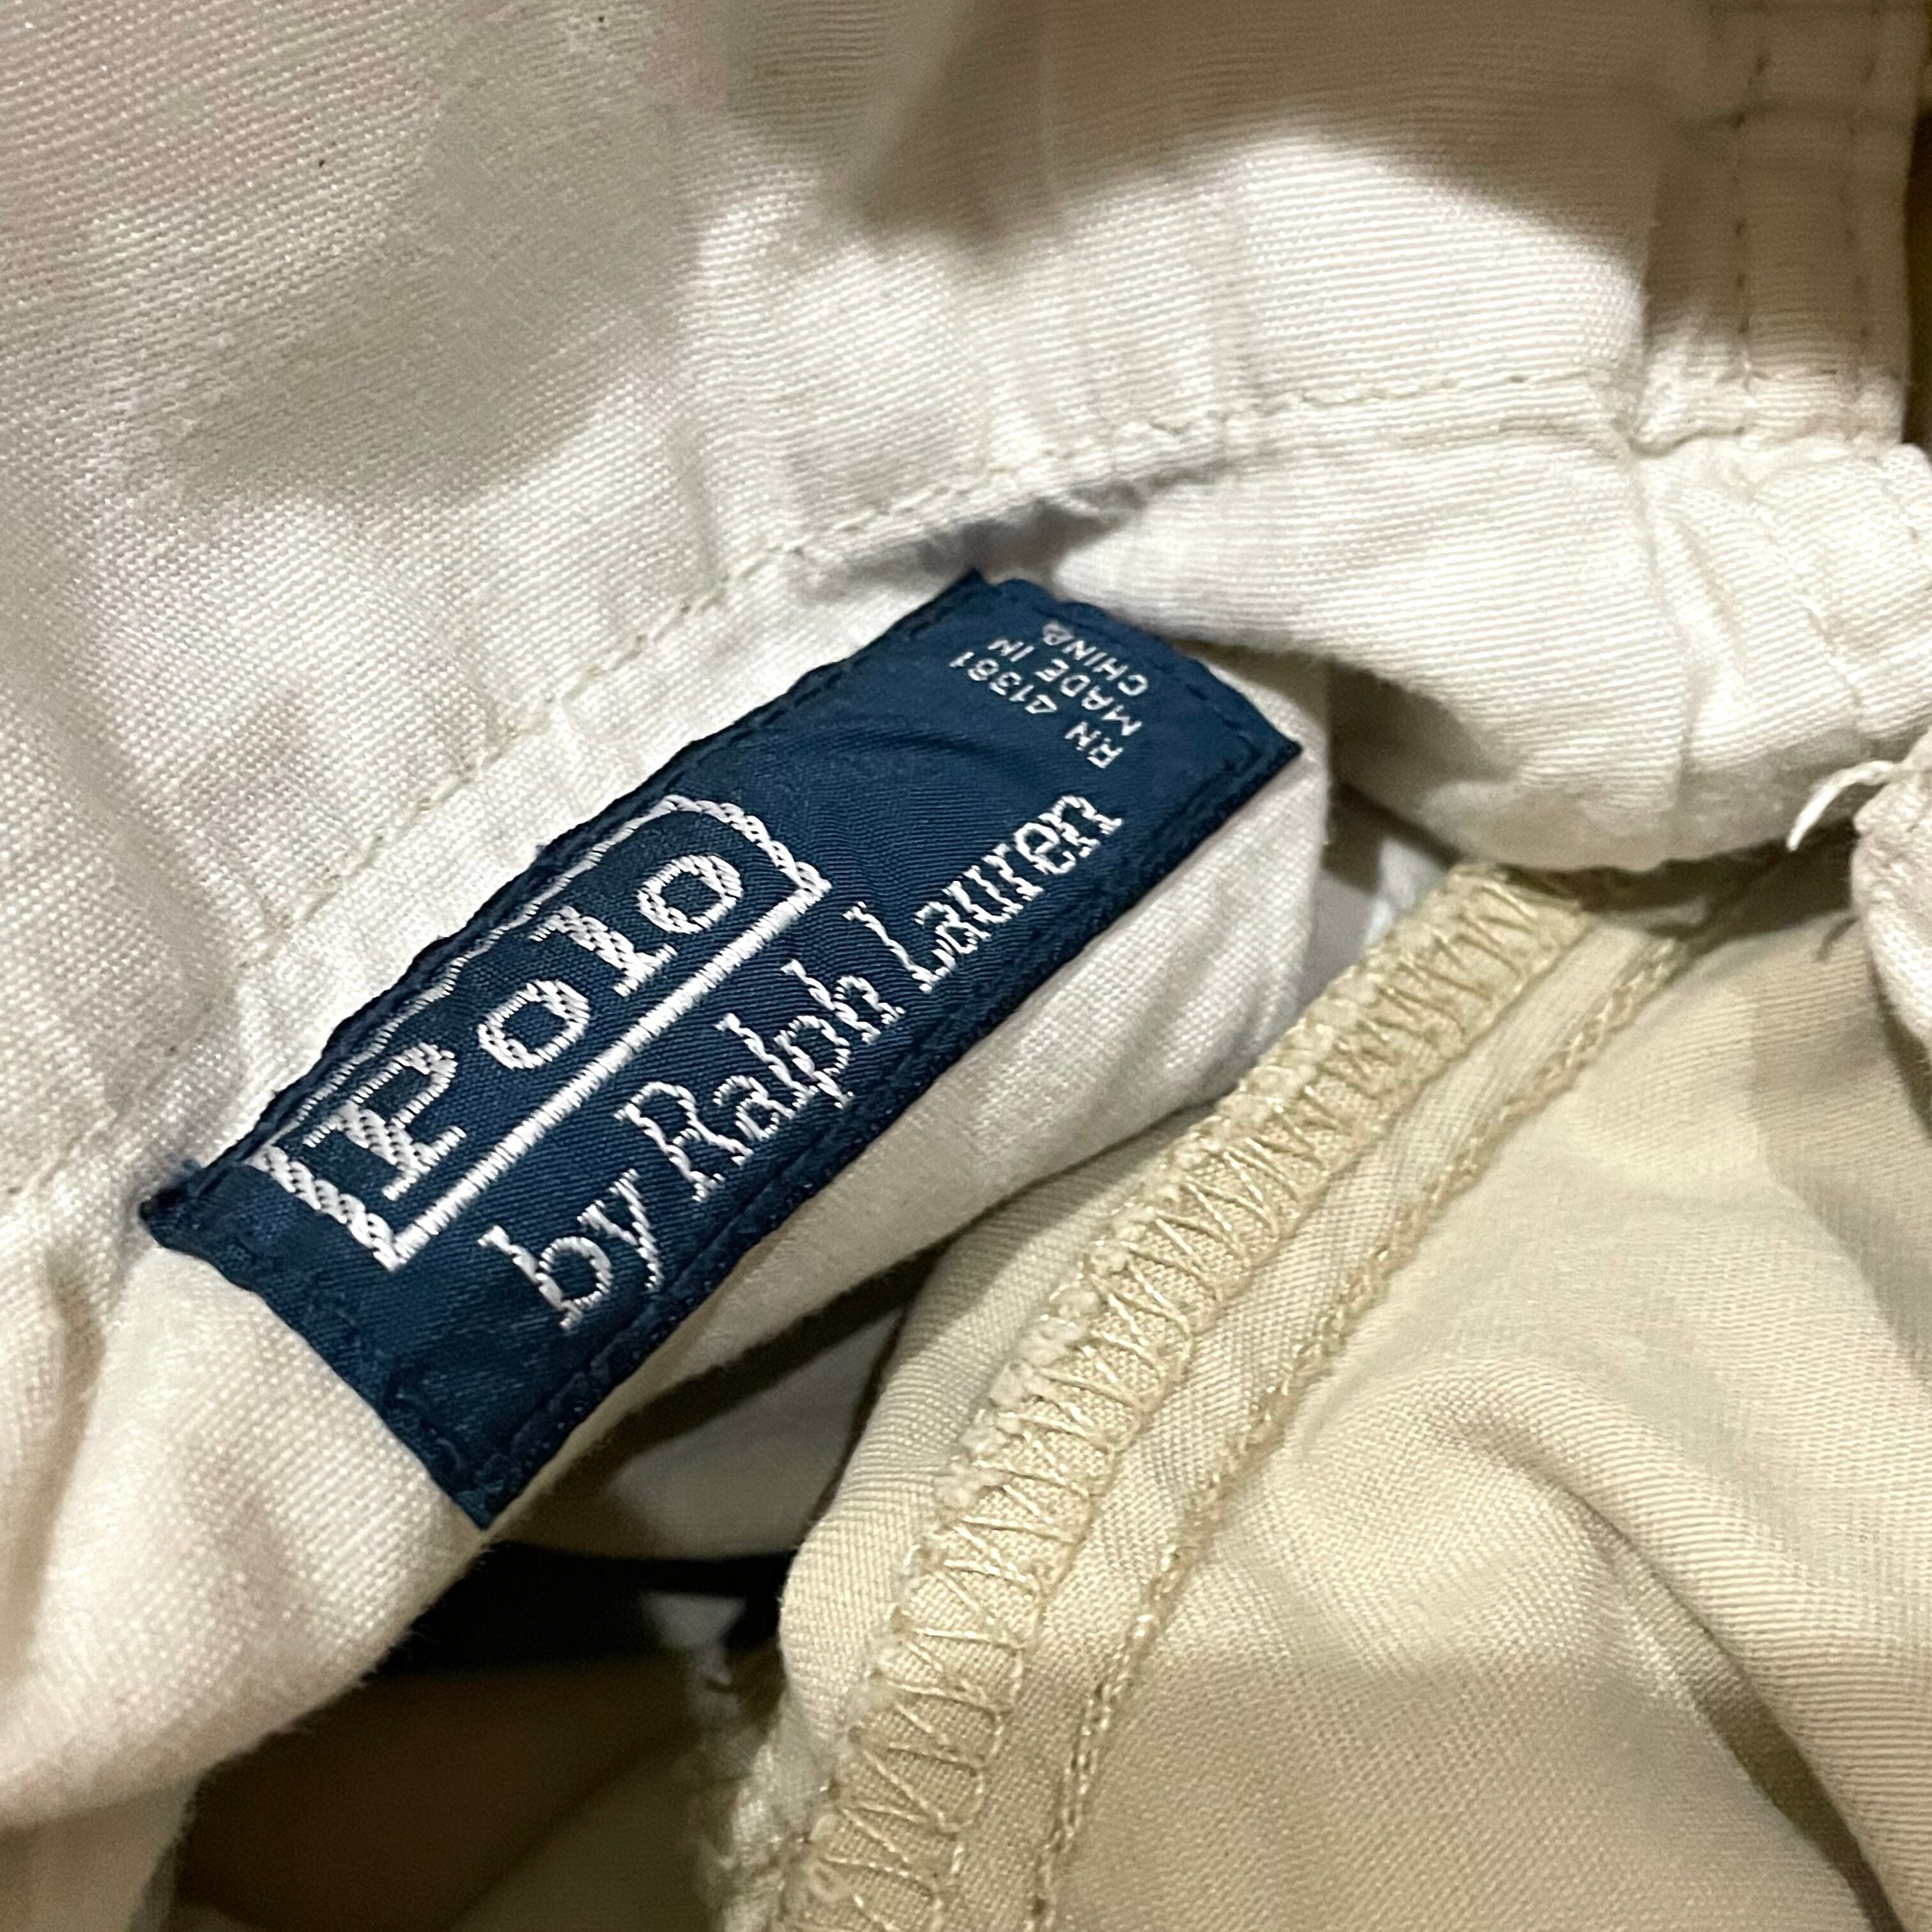 Polo
by Ralph Lauren
RN 41381
MADE IN
CHINA